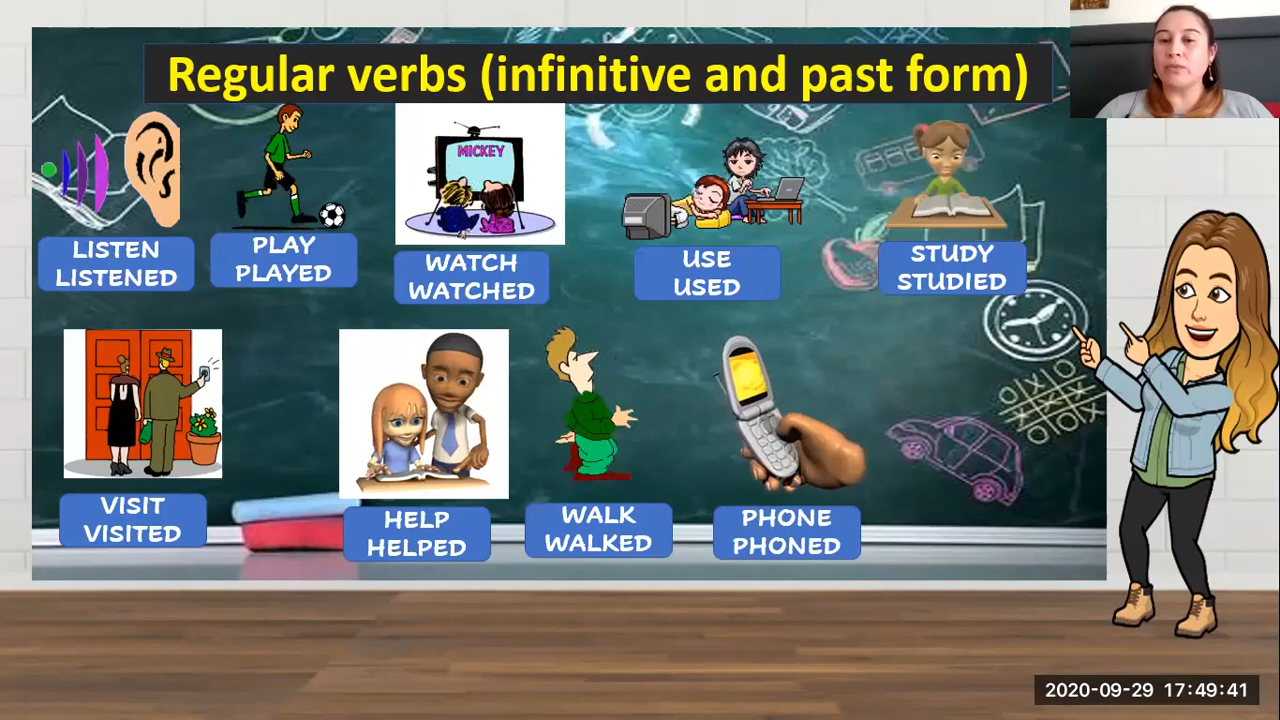 Regular verbs (infinitive and past form)
MICKEY
LISTEN
LISTENED
PLAY
PLAYED
WATCH
WATCHED
USE
USED
STUDY
STUDIED
VISIT
VISITED
HELP
HELPED
WALK
WALKED
PHONE
PHONED
2020-09-29 17:49:41